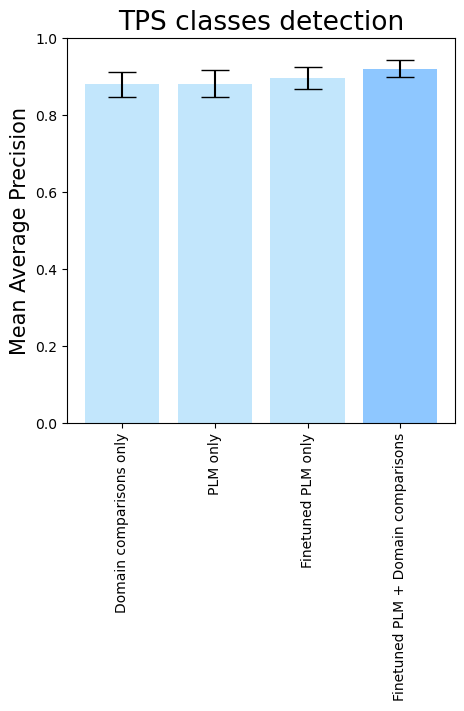 TPS classes detection
Mean Average Precision
1.0
0.8
0.6
0.4
0.2
0.0
Domain comparisons only
PLM only
Finetuned PLM only
Finetuned PLM + Domain comparisons